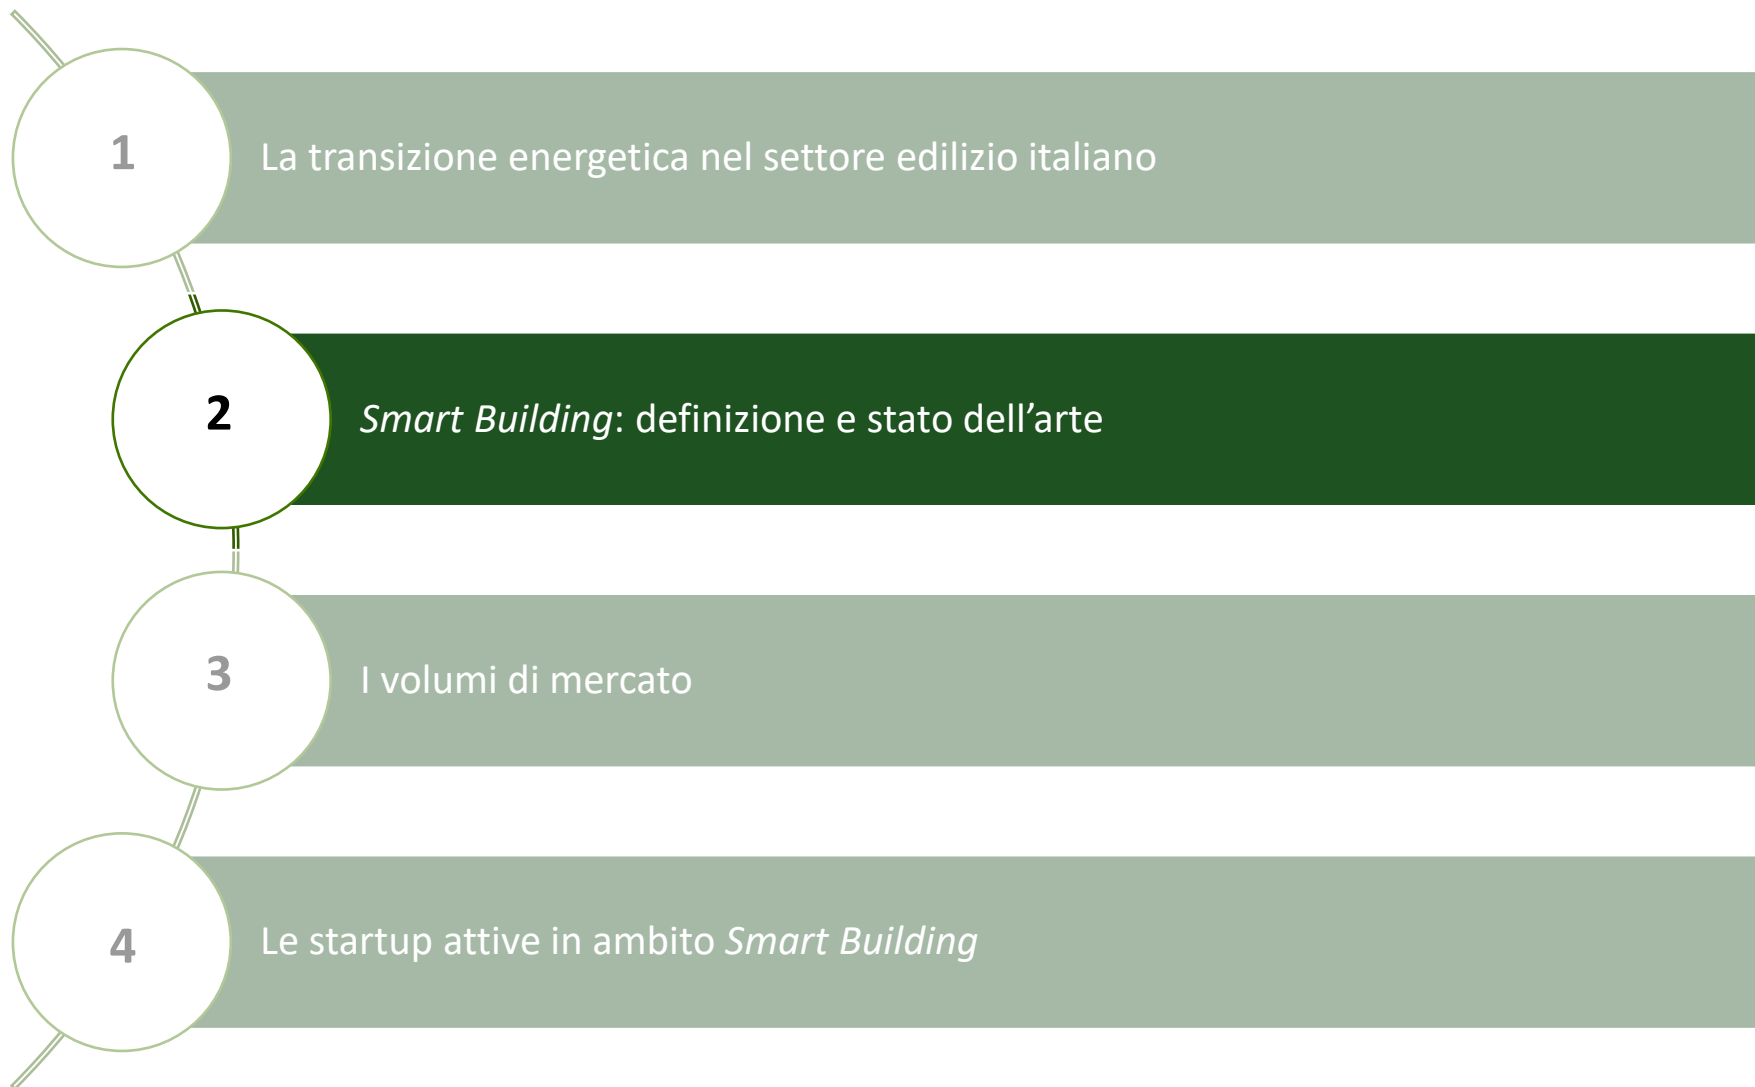 1
La transizione energetica nel settore edilizio italiano
2
Smart Building: definizione e stato dell’arte
3
I volumi di mercato
4
Le startup attive in ambito Smart Building